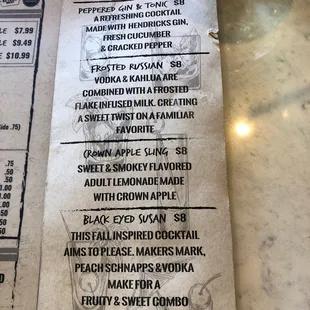 PEPPERED GIN & TONIC $8
A REFRESHING COCKTAIL
MADE WITH HENDRICKS GIN,
FRESH CUCUMBER
& CRACKED PEPPER
FROSTED RUSSIAN $8
VODKA & KAHLUA ARE
COMBINED WITH A FROSTED
FLAKE INFUSED MILK. CREATING
A SWEET TWIST ON A FAMILIAR
FAVORITE
CROWN APPLE SLING $8
SWEET & SMOKEY FLAVORED
ADULT LEMONADE MADE
WITH CROWN APPLE
BLACK EYED SUSAN $8
THIS FALL INSPIRED COCKTAIL
AIMS TO PLEASE. MAKERS MARK,
PEACH SCHNAPPS &VODKA
MAKE FOR A
FRUITY & SWEET COMBO
$7.99
$9.49
$10.99
.75
.50
.50